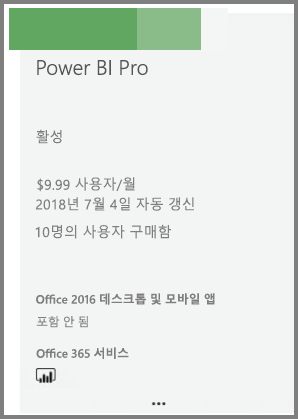 Power BI Pro
활성
$9.99 사용자/월
2018년 7월 4일 자동 갱신
10명의 사용자 구매함
Office 2016 데스크톱 및 모바일 앱
포함 안 됨
Office 365 서비스